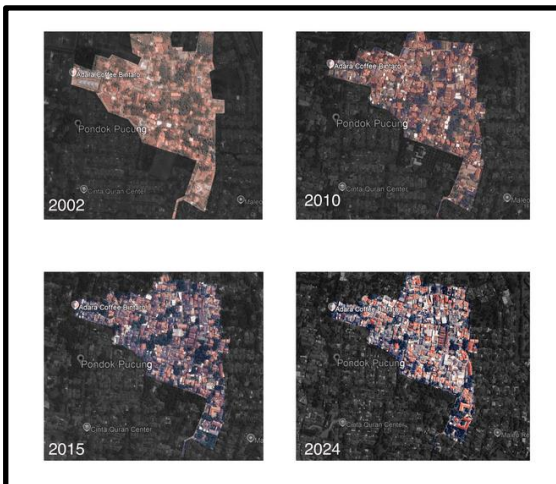 Adara Coffee Bintaro
Pondok Pucung
Cinta Quran Center
2002
Adara Coffee Bintaro
Pondok Pucung
Cinta Quran Center
2010
Adara Coffee Bintaro
Pondok Pucung
Cinta Quran Center
2015
Adara Coffee Bintaro
Pondok Pucung
Cinta Quran Center
2024